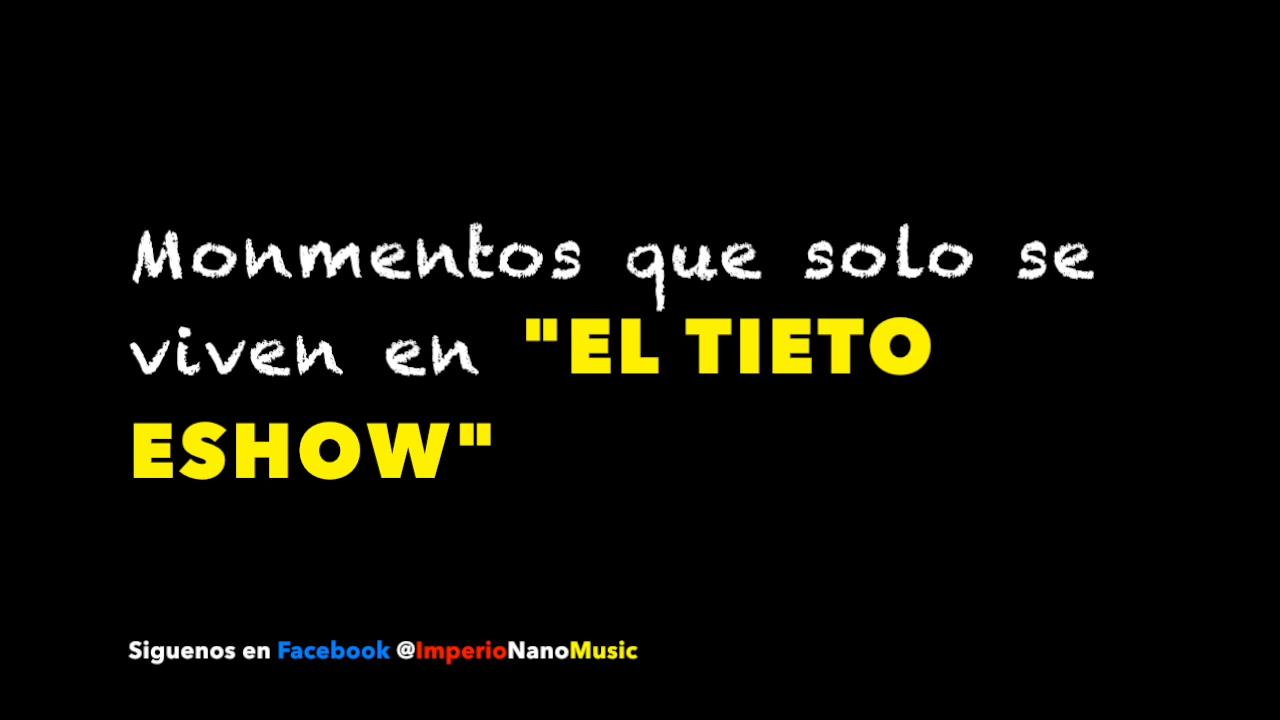 Monmentos que solo se
viven en "EL TIETO
ESHOW"
Siguenos en Facebook @ImperioNanoMusic